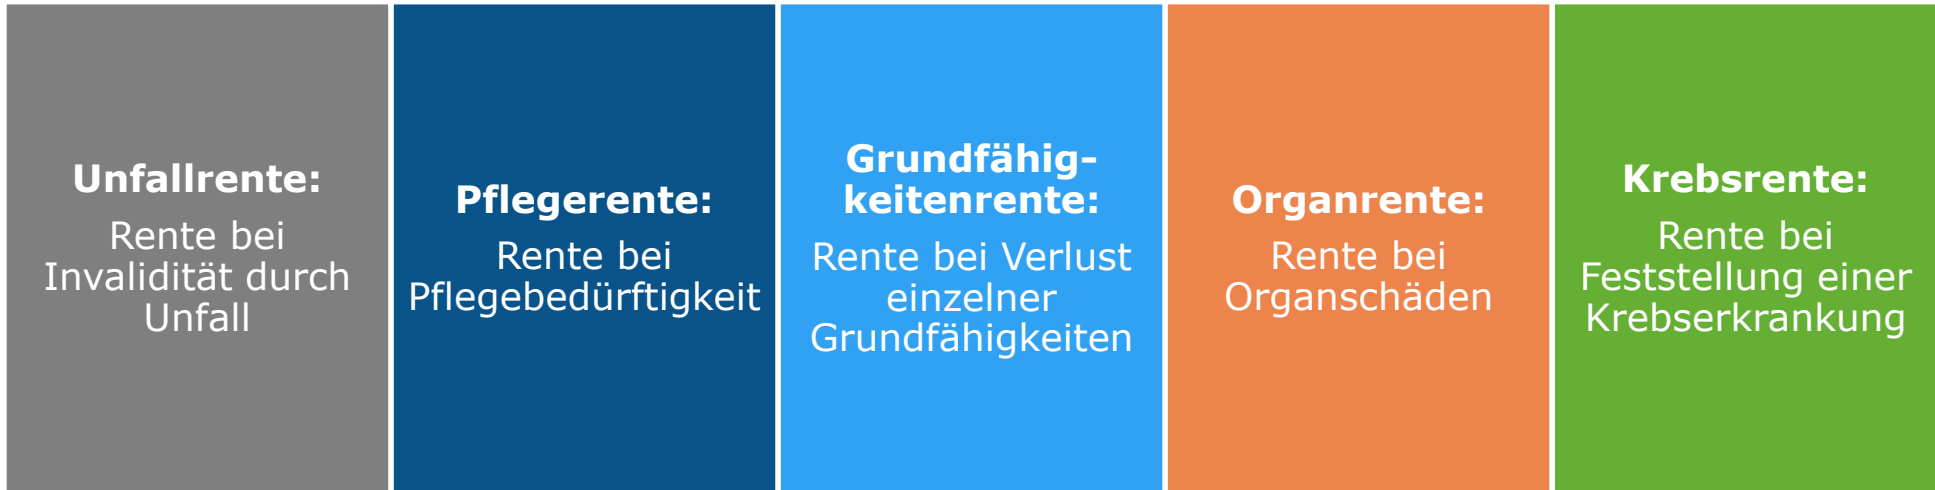 Unfallrente:
Rente bei
Invalidität durch
Unfall
Pflegerente:
Rente bei
Pflegebedürftigkeit
Grundfähig-
keitenrente:
Rente bei Verlust
einzelner
Grundfähigkeiten
Organrente:
Rente bei
Organschäden
Krebsrente:
Rente bei
Feststellung einer
Krebserkrankung